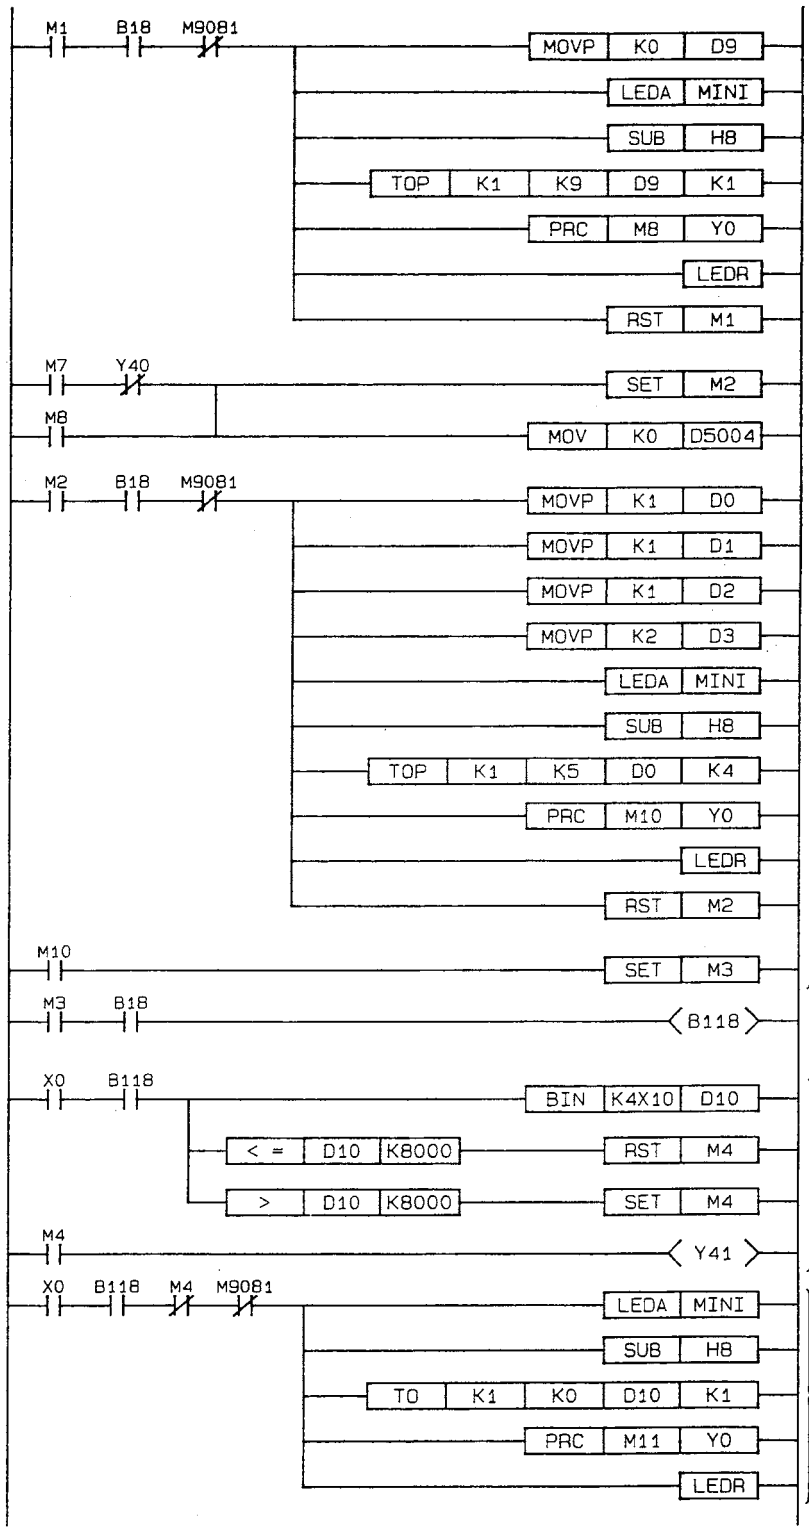 M1 B18 M9081
MOVP K0 D9
LEDA MINI
SUB H8
TOP K1 K9 D9 K1
PRC M8 Y0
LEDR
RST M1
M7 Y40
SET M2
M8
MOV K0 D5004
M2 B18 M9081
MOVP K1 D0
MOVP K1 D1
MOVP K1 D2
MOVP K2 D3
LEDA MINI
SUB H8
TOP K1 K5 D0 K4
PRC M10 Y0
LEDR
RST M2
M10
SET M3
M3 B18
B118
X0 B118
BIN K4X10 D10
< = D10 K8000 RST M4
> D10 K8000 SET M4
M4
Y41
X0 B118 M4 M9081
LEDA MINI
SUB H8
TO K1 K0 D10 K1
PRC M11 Y0
LEDR